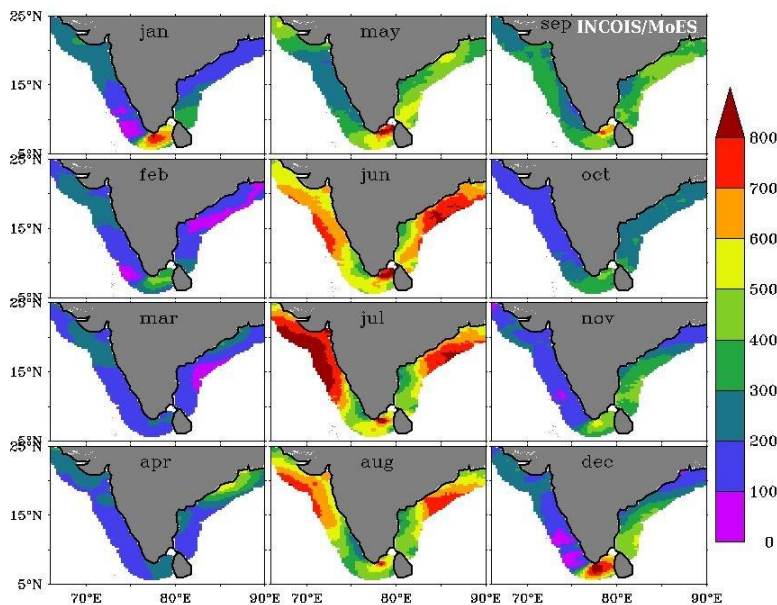 25°N jan may sep INCOIS/MoES
15°N
5°N
25°N feb jun oct
15°N
5°N
25°N mar jul nov
15°N
5°N
25°N apr aug dec
15°N
5°N
70°E 80°E 90°E 70°E 80°E 90°E 70°E 80°E 90°E
800
700
600
500
400
300
200
100
0